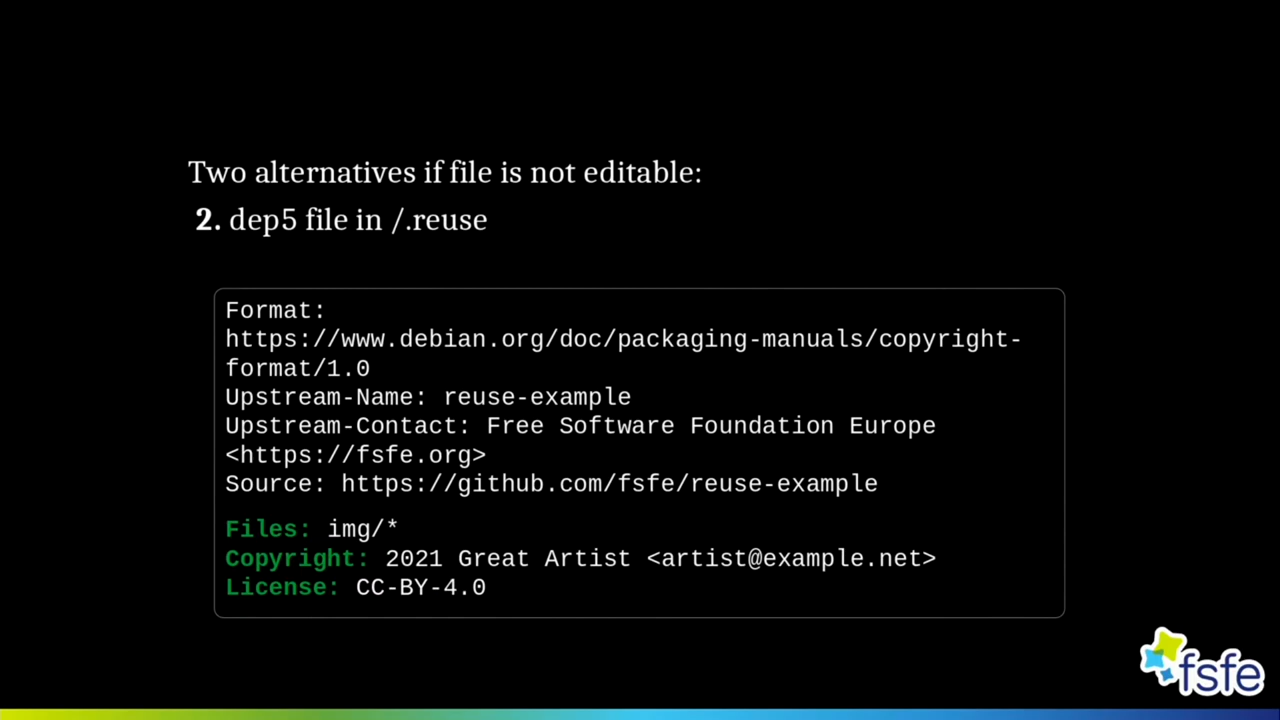 Two alternatives if file is not editable:
2. dep5 file in /.reuse
Format:
https://www.debian.org/doc/packaging-manuals/copyright-
format/1.0
Upstream-Name: reuse-example
Upstream-Contact: Free Software Foundation Europe
<https://fsfe.org>
Source: https://github.com/fsfe/reuse-example
Files: img/*
Copyright: 2021 Great Artist <artist@example.net>
License: CC-BY-4.0
fsfe